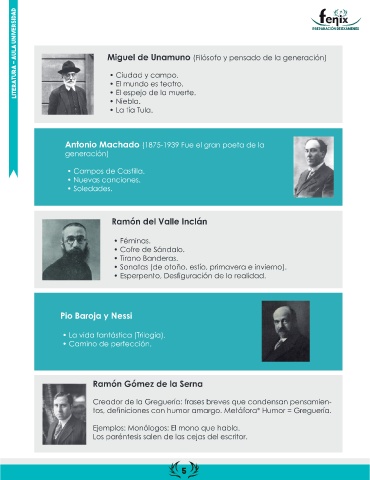 LITERATURA – AULA UNIVERSIDAD
fenix
PREPARACIÓN DE EXÁMENES
Miguel de Unamuno (Filósofo y pensado de la generación)
• Ciudad y campo.
• El mundo es teatro.
• El espejo de la muerte.
• Niebla.
• La tía Tula.
Antonio Machado (1875-1939 Fue el gran poeta de la
generación)
• Campos de Castilla.
• Nuevas canciones.
• Soledades.
Ramón del Valle Inclán
• Féminas.
• Cofre de Sándalo.
• Tirano Banderas.
• Sonatas (de otoño, estío, primavera e invierno).
• Esperpento, Desfiguración de la realidad.
Pío Baroja y Nessi
• La vida fantástica (Trilogía).
• Camino de perfección.
Ramón Gómez de la Serna
Creador de la Greguería: frases breves que condensan pensamien-
tos, definiciones con humor amargo. Metáfora* Humor = Greguería.
Ejemplos: Monólogos: El mono que habla.
Los paréntesis salen de las cejas del escritor.
5